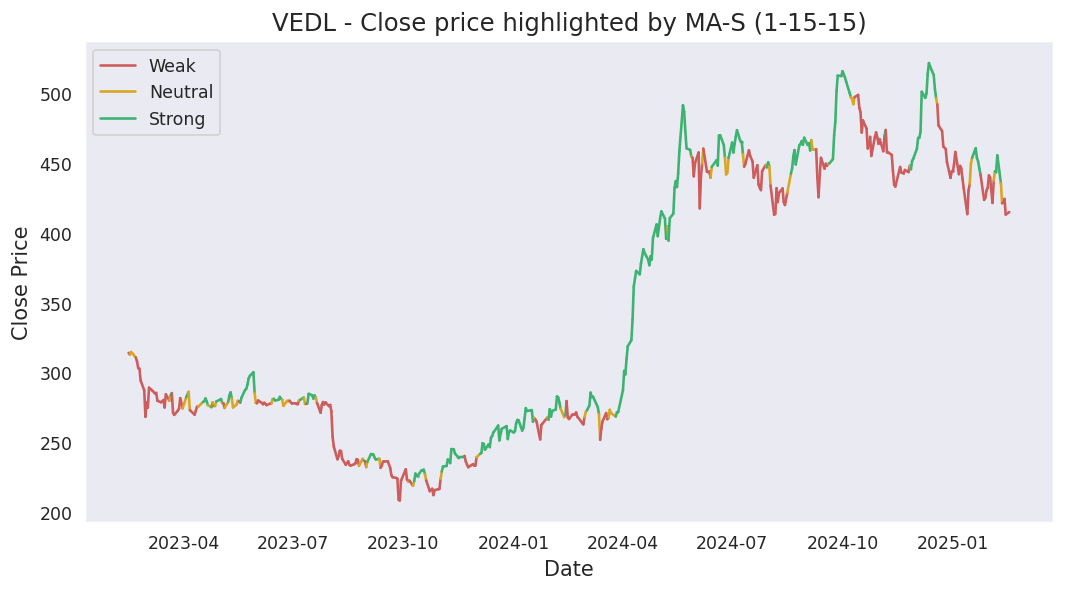 VEDL - Close price highlighted by MA-S (1-15-15)
Weak
Neutral
Strong
Close Price
500
450
400
350
300
250
200
2023-04 2023-07 2023-10 2024-01 2024-04 2024-07 2024-10 2025-01
Date